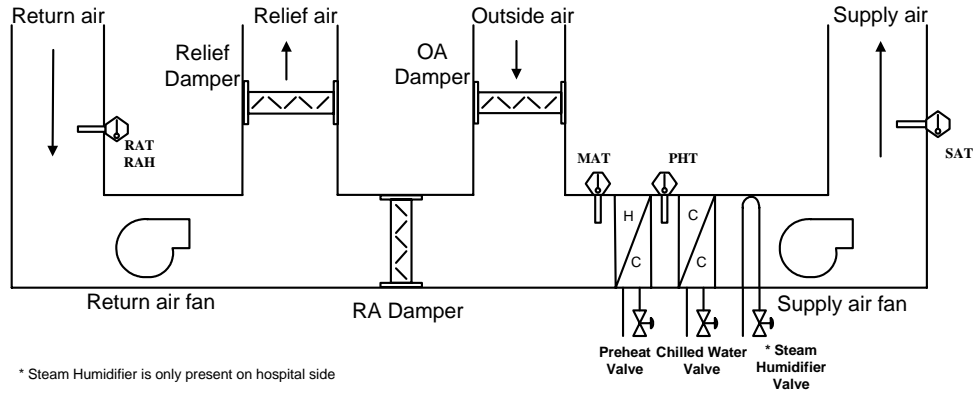 Return air
Relief air
Outside air
Supply air
Relief
Damper
OA
Damper
RAT
RAH
MAT
PHT
SAT
H
C
C
C
Return air fan
RA Damper
Supply air fan
Preheat
Valve
Chilled Water
Valve
* Steam
Humidifier
Valve
* Steam Humidifier is only present on hospital side